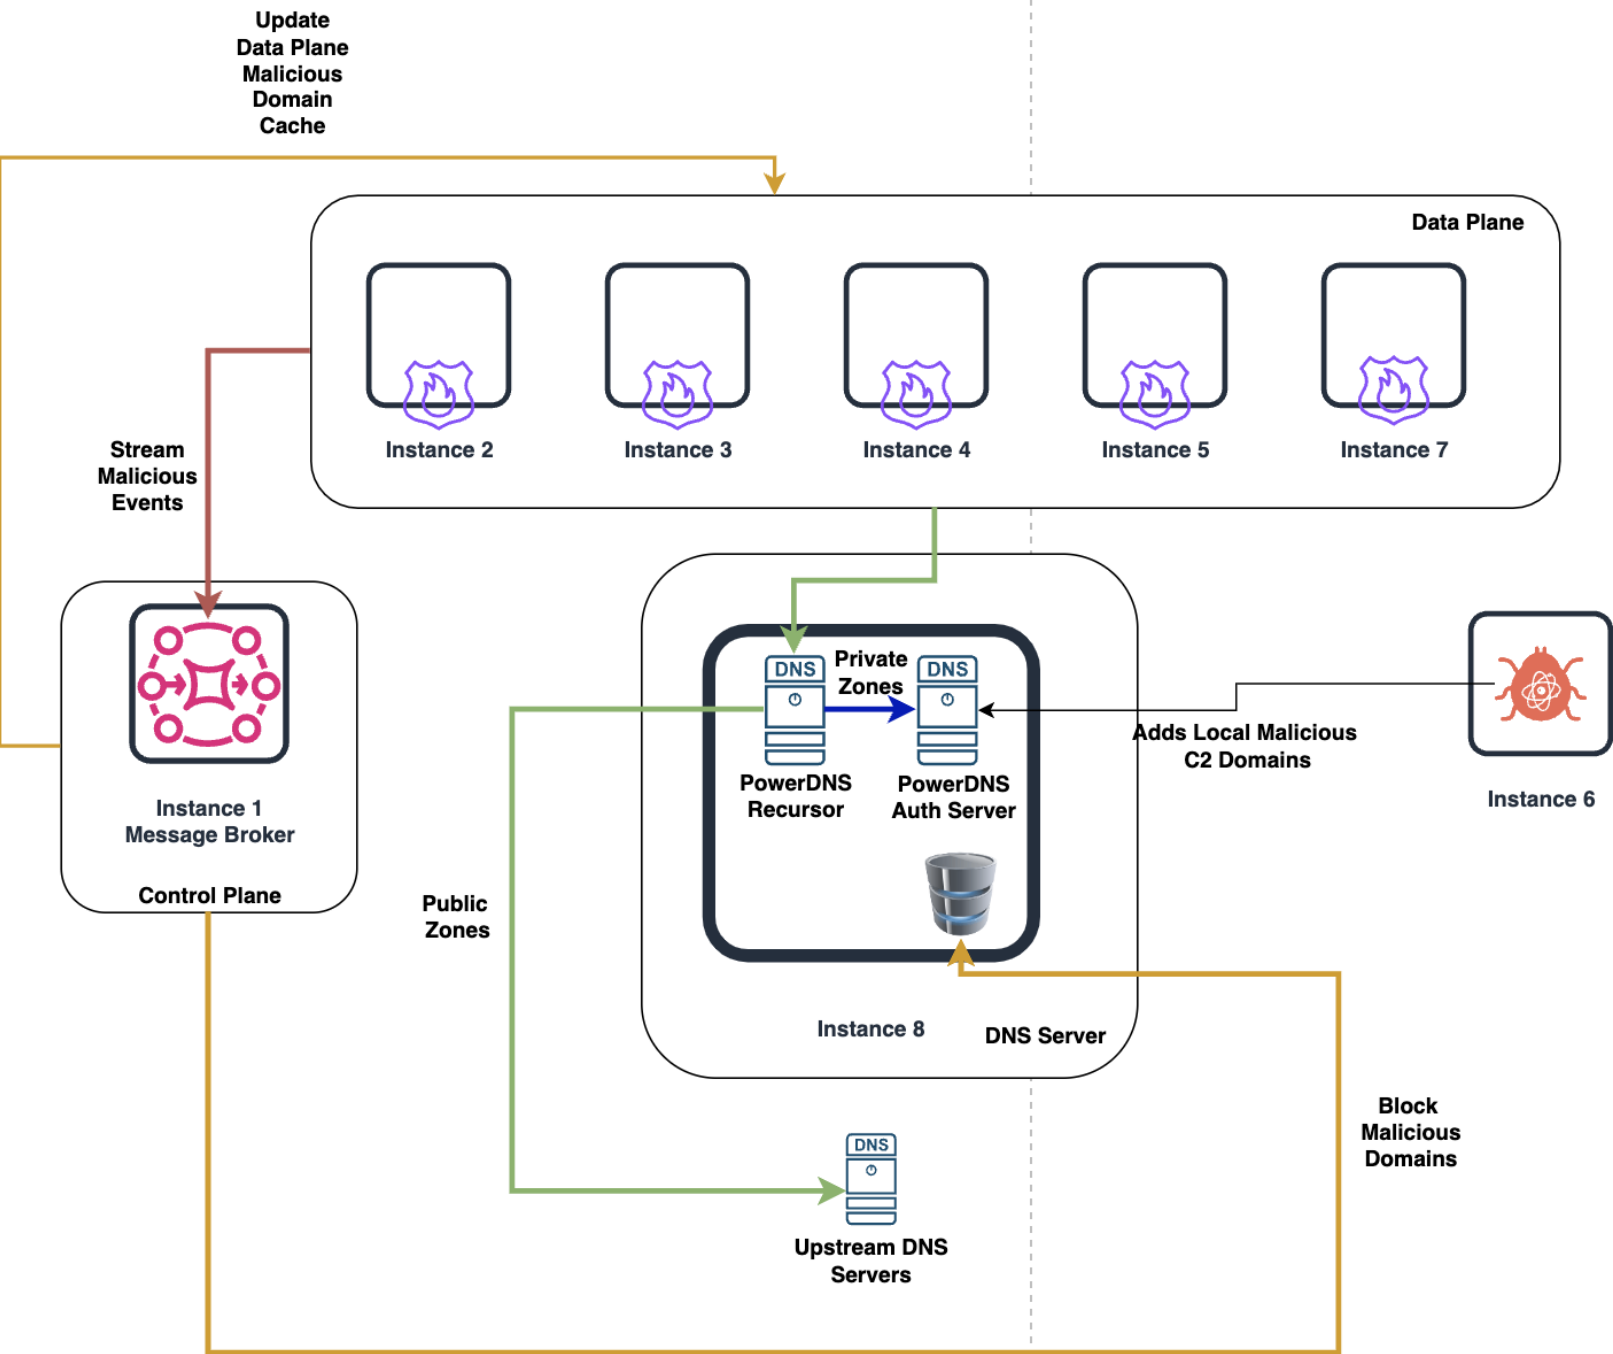 Update
Data Plane
Malicious
Domain
Cache
Data Plane
Instance 2
Instance 3
Instance 4
Instance 5
Instance 7
Stream
Malicious
Events
Instance 1
Message Broker
Control Plane
DNS
Private
Zones
DNS
PowerDNS
Recursor
PowerDNS
Auth Server
Adds Local Malicious
C2 Domains
Instance 6
Public
Zones
Instance 8
DNS Server
Block
Malicious
Domains
DNS
Upstream DNS
Servers